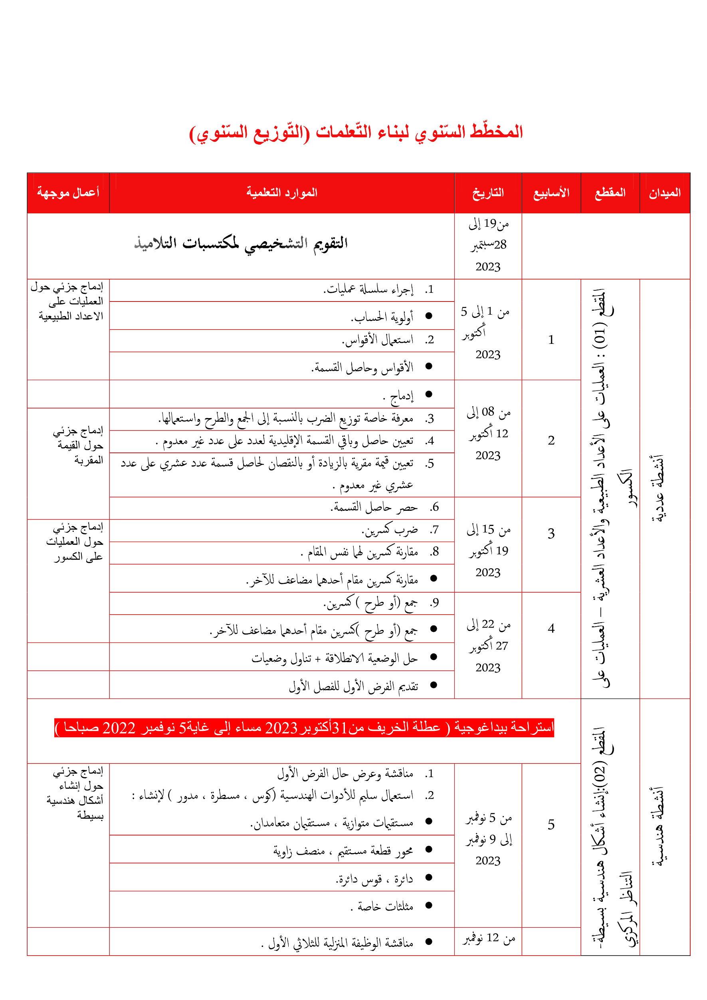 المخطّط السّنوي لبناء التّعلمات (التّوزيع السّنوي)
الميدان المقطع الأسابيع التاريخ الموارد التعلمية أعمال موجهة
من19 إلى
28سبتمبر
2023
التقويم التشخيصي لمكتسبات التلاميذ
أنشطة عددية
المقطع (01) : العمليات على الأعداد الطبيعية والأعداد العشرية – العمليات على
الكسور
1
من 1 إلى 5
أكتوبر
2023
1. إجراء سلسلة عمليات.
● أولوية الحساب.
2. استعمال الأقواس.
● الأقواس وحاصل القسمة.
إدماج جزئي حول
العمليات على
الاعداد الطبيعية
2
من 08 إلى
12 أكتوبر
2023
● إدماج .
3. معرفة خاصة توزيع الضرب بالنسبة إلى الجمع والطرح واستعمالها.
4. تعيين حاصل وباقي القسمة الإقليدية لعدد على عدد غير معدوم .
5. تعيين قيمة مقربة بالزيادة أو بالنقصان لحاصل قسمة عدد عشري على عدد
عشري غير معدوم .
إدماج جزئي
حول القيمة
المقربة
3
من 15 إلى
19 أكتوبر
2023
6. حصر حاصل القسمة.
7. ضرب كسرين.
8. مقارنة كسرين لهما نفس المقام .
● مقارنة كسرين مقام أحدهما مضاعف للآخر.
إدماج جزئي
حول العمليات
على الكسور
4
من 22 إلى
27 أكتوبر
2023
9. جمع (أو طرح ) كسرين.
● جمع (أو طرح )كسرين مقام أحدهما مضاعف للآخر.
● حل الوضعية الانطلاقة + تناول وضعيات
● تقديم الفرض الأول للفصل الأول
أنشطة هندسية
المقطع (02):إنشاء أشكال هندسية بسيطة-
التناظر المركزي
استراحة بيداغوجية ( عطلة الخريف من31أكتوبر2023 مساء إلى غاية5 نوفمبر 2022 صباحا )
5
من 5 نوفمبر
إلى 9 نوفمبر
2023
1. مناقشة وعرض حال الفرض الأول
2. استعمال سليم للأدوات الهندسية (كوس ، مسطرة ، مدور ) لإنشاء :
● مستقيمات متوازية ، مستقيمان متعامدان.
● محور قطعة مستقيم ، منصف زاوية
● دائرة ، قوس دائرة.
● مثلثات خاصة .
إدماج جزئي
حول إنشاء
أشكال هندسية
بسيطة
من 12 نوفمبر
● مناقشة الوظيفة المنزلية للثلاثي الأول .